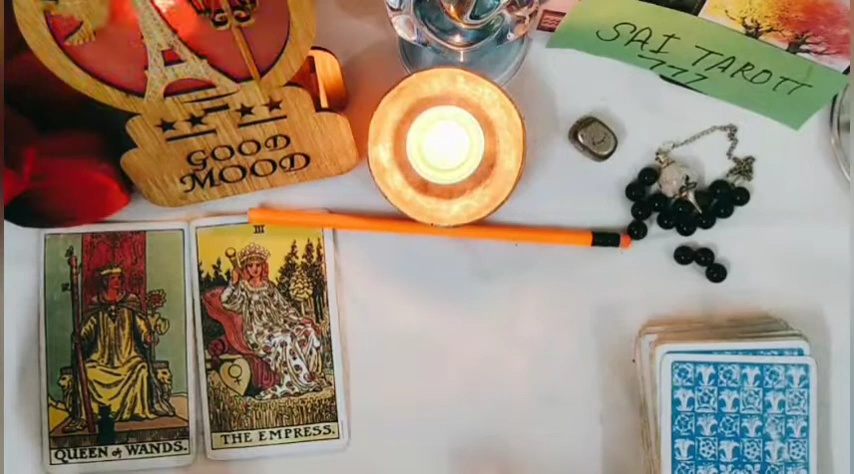 SAI TAROTT
777
GOOD
MOOD
III
QUEEN of WANDS.
THE EMPRESS.